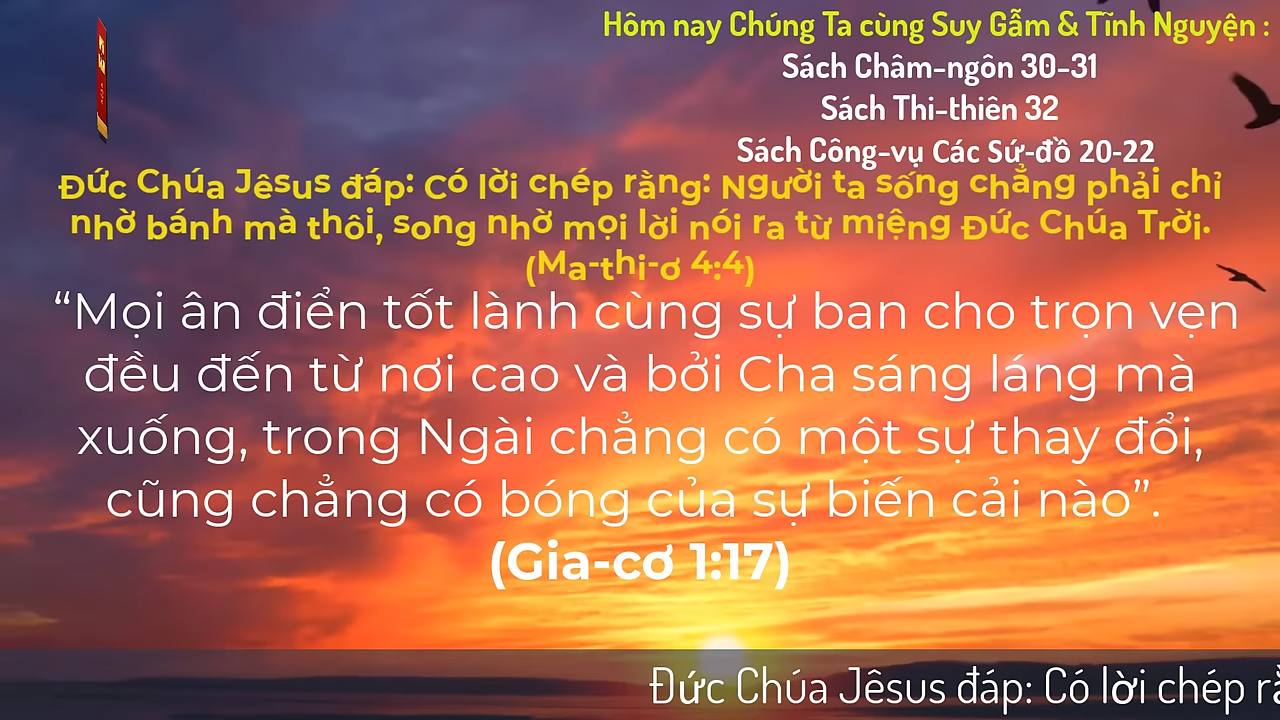 Hôm nay Chúng Ta cùng Suy Gẫm & Tĩnh Nguyện :
Sách Châm-ngôn 30-31
Sách Thi-thiên 32
Sách Công-vụ Các Sứ-đồ 20-22
Đức Chúa Jêsus đáp: Có lời chép rằng: Người ta sống chẳng phải chỉ
nhờ bánh mà thôi, song nhờ mọi lời nói ra từ miệng Đức Chúa Trời.
(Ma-thi-ơ 4:4)
“Mọi ân điển tốt lành cùng sự ban cho trọn vẹn
đều đến từ nơi cao và bởi Cha sáng láng mà
xuống, trong Ngài chẳng có một sự thay đổi,
cũng chẳng có bóng của sự biến cải nào”.
(Gia-cơ 1:17)
Đức Chúa Jêsus đáp: Có lời chép